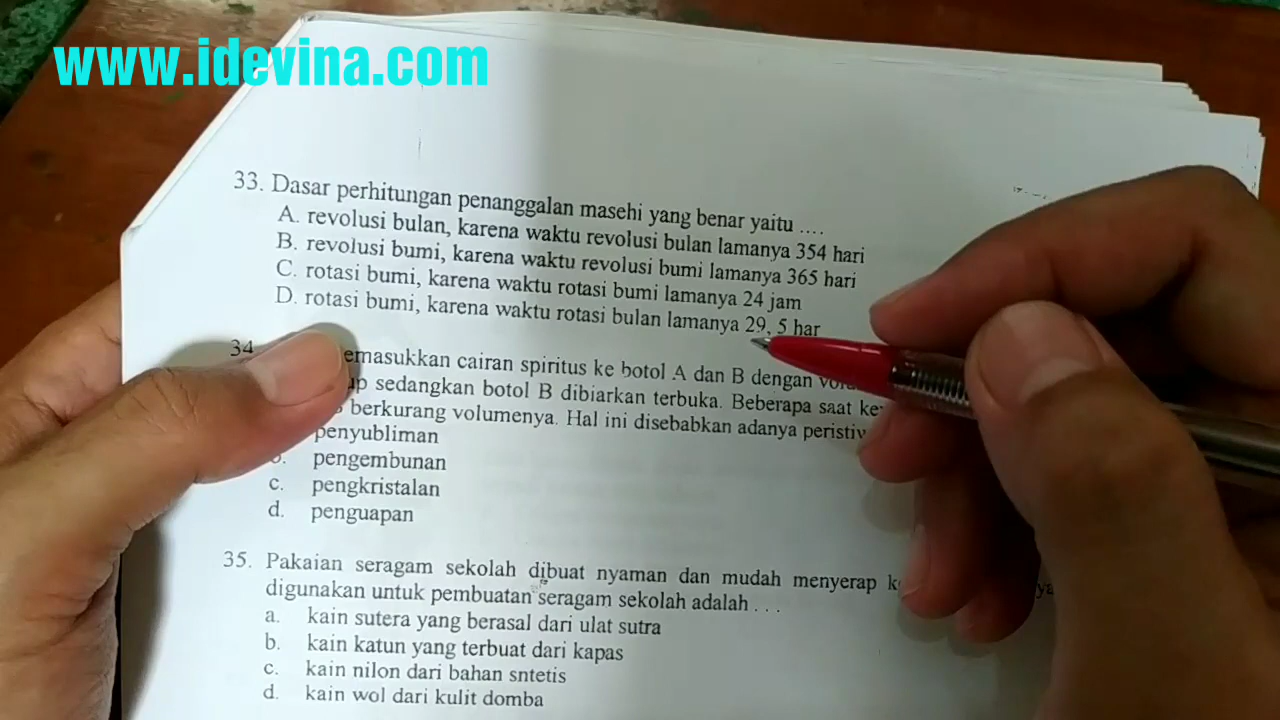 www.idevina.com
33. Dasar perhitungan penanggalan masehi yang benar yaitu ....
A. revolusi bulan, karena waktu revolusi bulan lamanya 354 hari
B. revolusi bumi, karena waktu revolusi bumi lamanya 365 hari
C. rotasi bumi, karena waktu rotasi bumi lamanya 24 jam
D. rotasi bumi, karena waktu rotasi bulan lamanya 29, 5 har
34
emasukkan cairan spiritus ke botol A dan B dengan
sedangkan botol B dibiarkan terbuka. Beberapa saat
berkurang volumenya. Hal ini disebabkan adanya
penyubliman
pengembunan
c. pengkristalan
d. penguapan
35. Pakaian seragam sekolah dibuat nyaman dan mudah menyerap
digunakan untuk pembuatan seragam sekolah adalah . . .
a. kain sutera yang berasal dari ulat sutra
b. kain katun yang terbuat dari kapas
c. kain nilon dari bahan sntetis
d. kain wol dari kulit domba